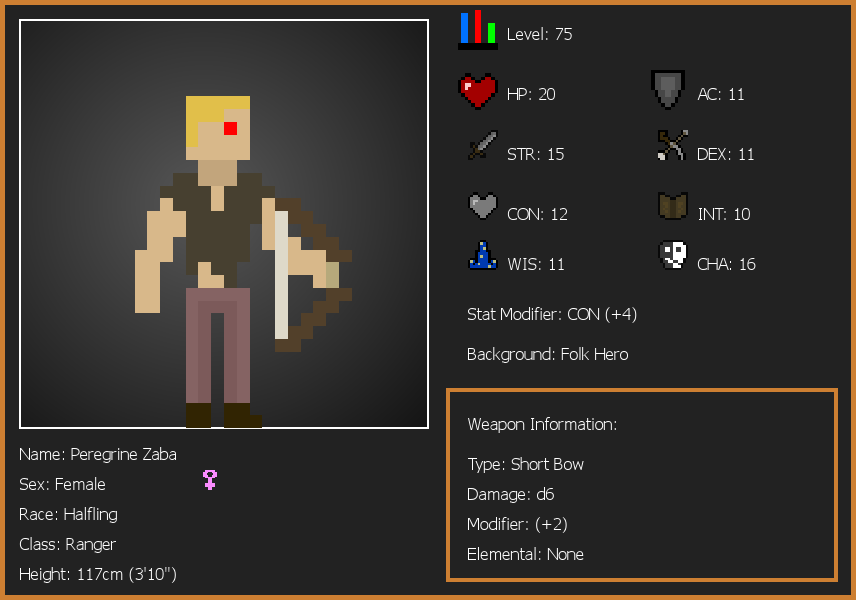 Level: 75
HP: 20
AC: 11
STR: 15
DEX: 11
CON: 12
INT: 10
WIS: 11
CHA: 16
Stat Modifier: CON (+4)
Background: Folk Hero
Weapon Information:
Type: Short Bow
Damage: d6
Modifier: (+2)
Elemental: None
Name: Peregrine Zaba
Sex: Female
Race: Halfling
Class: Ranger
Height: 117cm (3'10")